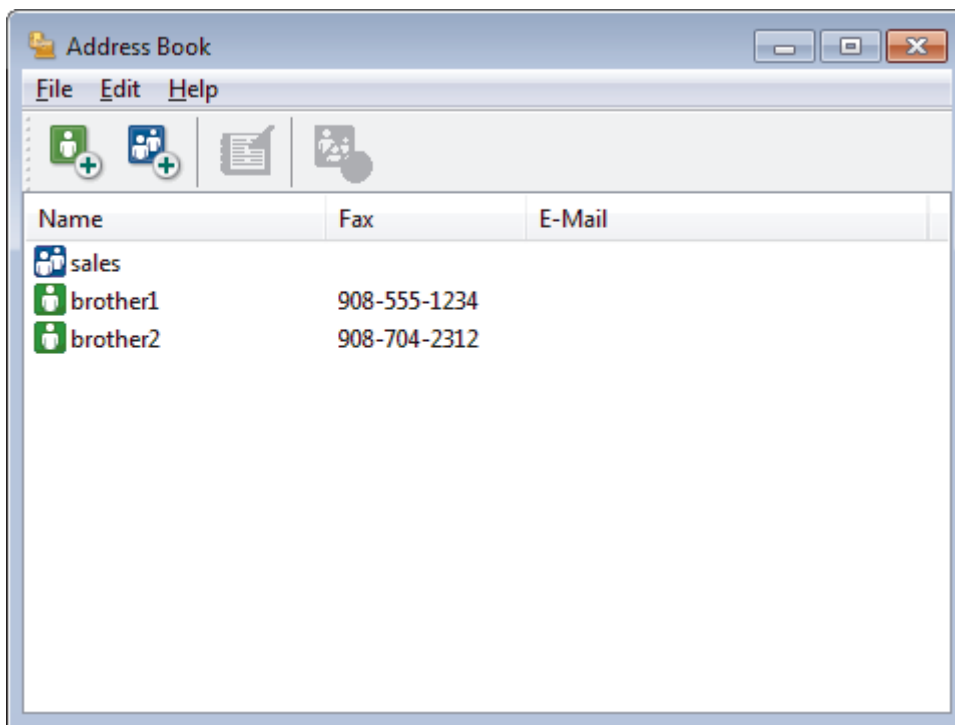 Address Book
File Edit Help
Name Fax E-Mail
sales
brother1 908-555-1234
brother2 908-704-2312